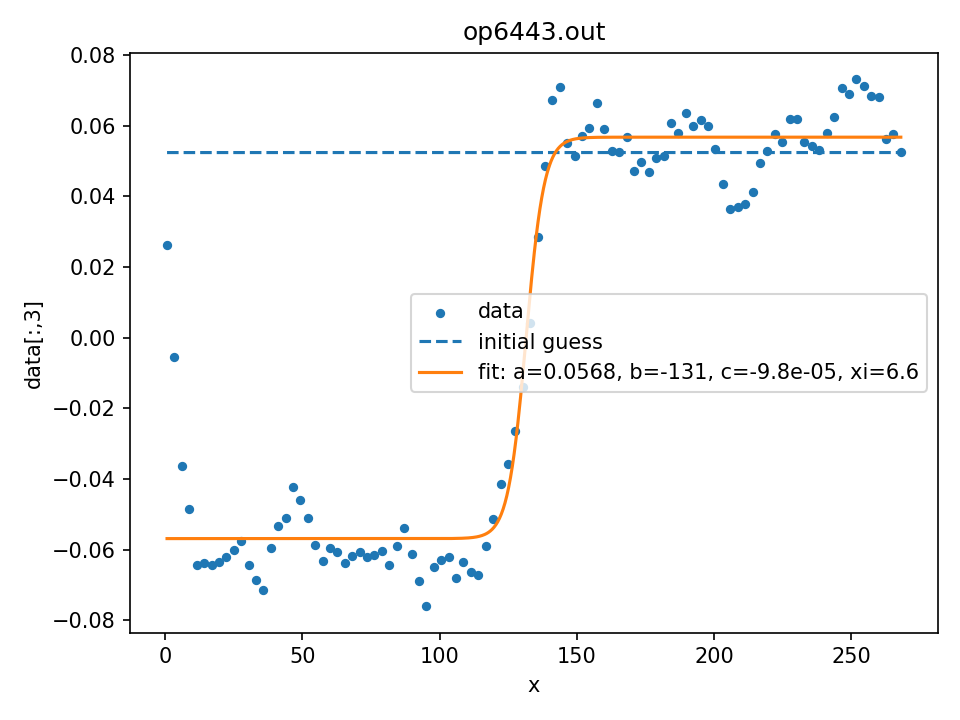 op6443.out
0.08
0.06
0.04
0.02
0.00
−0.02
−0.04
−0.06
−0.08
data[:,3]
data
initial guess
fit: a=0.0568, b=-131, c=-9.8e-05, xi=6.6
0 50 100 150 200 250
x